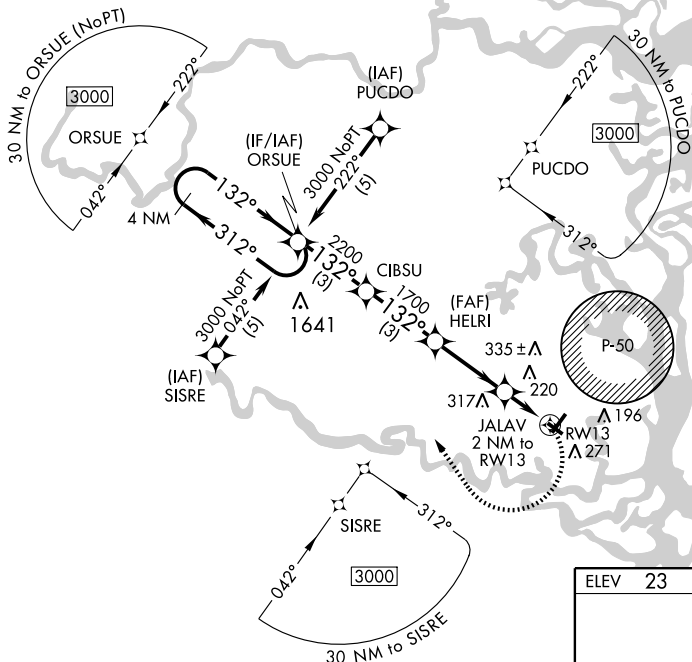 30 NM to ORSUE (NoPT)
3000
222°
ORSUE
042°
(IAF)
PUCDO
30 NM to PUCDO
222°
3000
PUCDO
312°
(IF/IAF)
ORSUE
3000 NoPT
222°
(5)
4 NM
132°
312°
2200
132°
(3)
CIBSU
1700
132°
(3)
(FAF)
HELRI
3000 NoPT
042°
(5)
1641
(IAF)
SISRE
335 ±
220
317
P-50
196
JALAV
2 NM to
RW13
RW13
271
SISRE
312°
042°
3000
30 NM to SISRE
ELEV 23